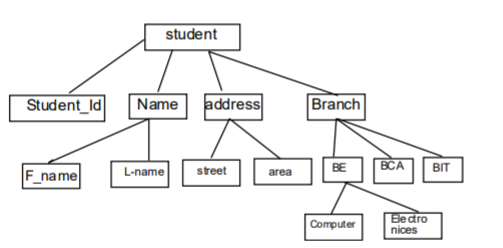 student
Student_Id
Name
address
Branch
F_name
L-name
street
area
BE
BCA
BIT
Computer
Electro
nices